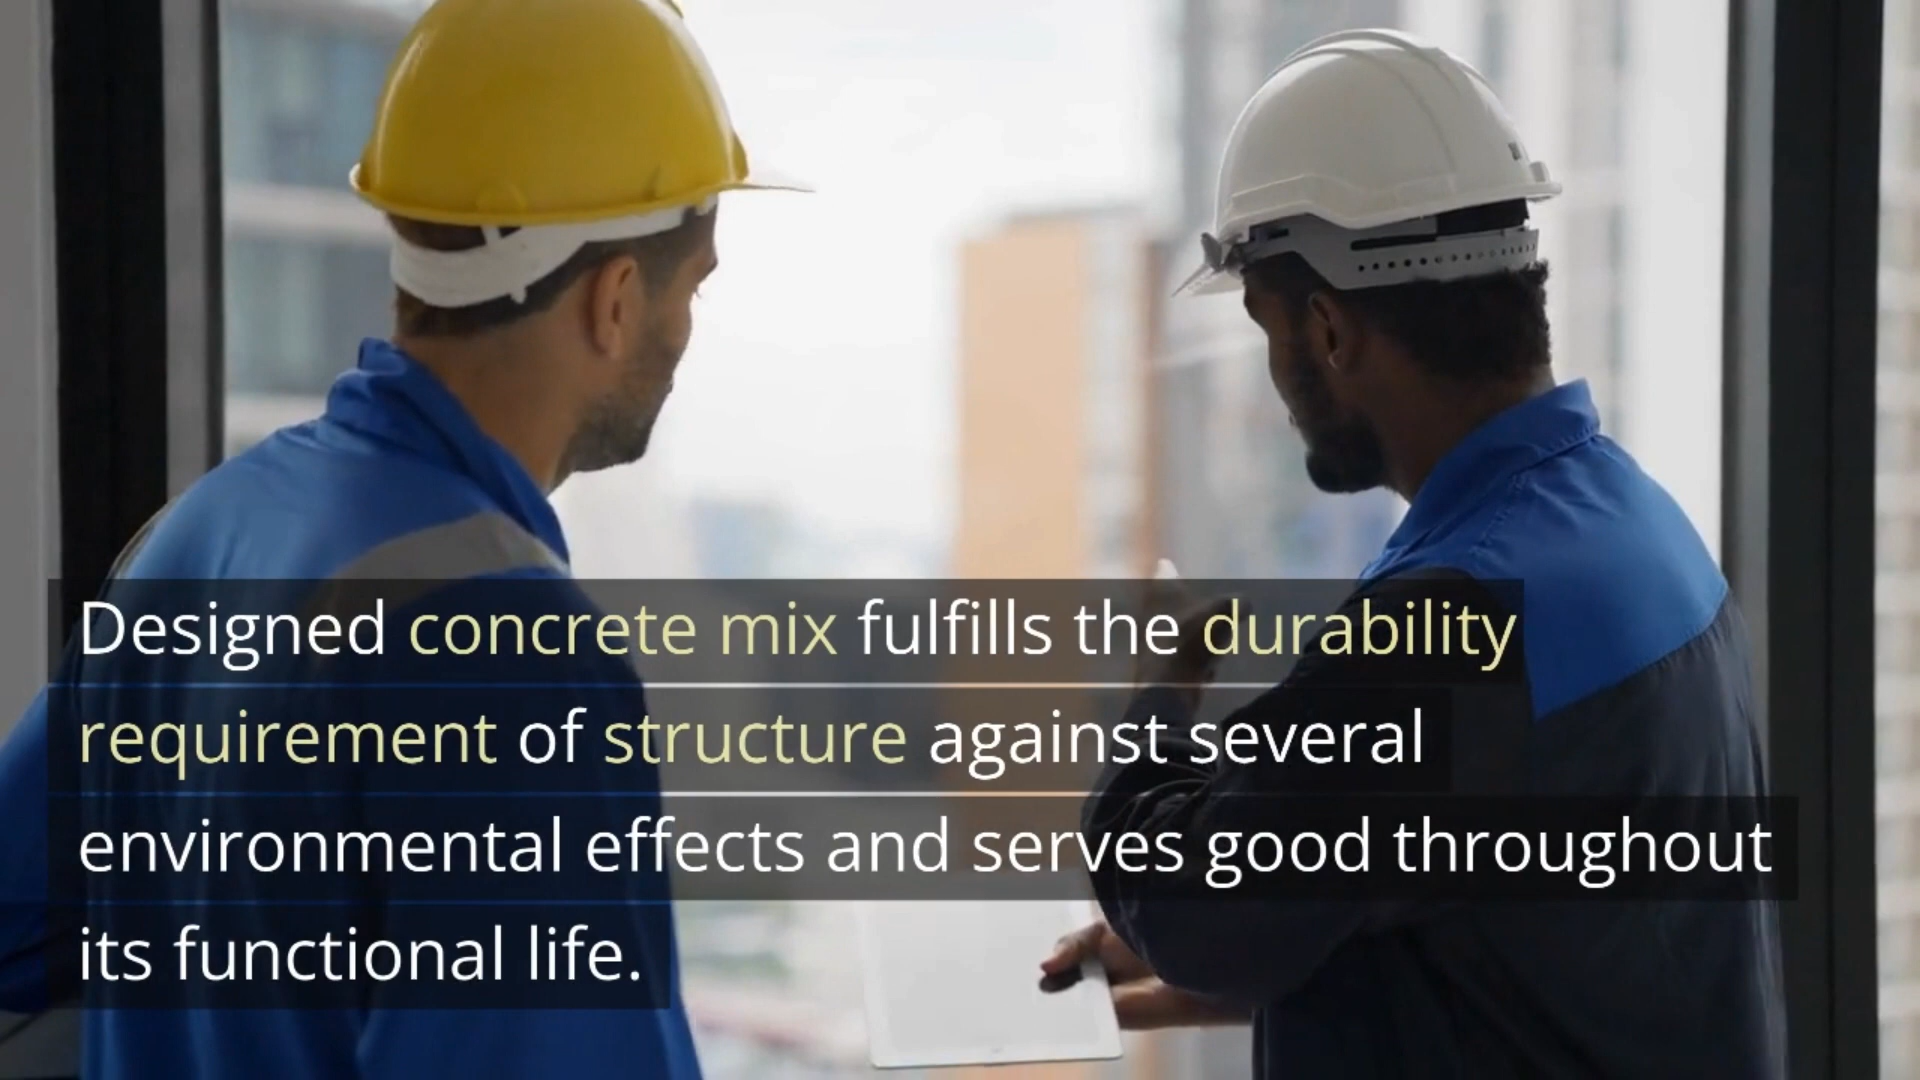 Designed concrete mix fulfills the durability
requirement of structure against several
environmental effects and serves good throughout
its functional life.